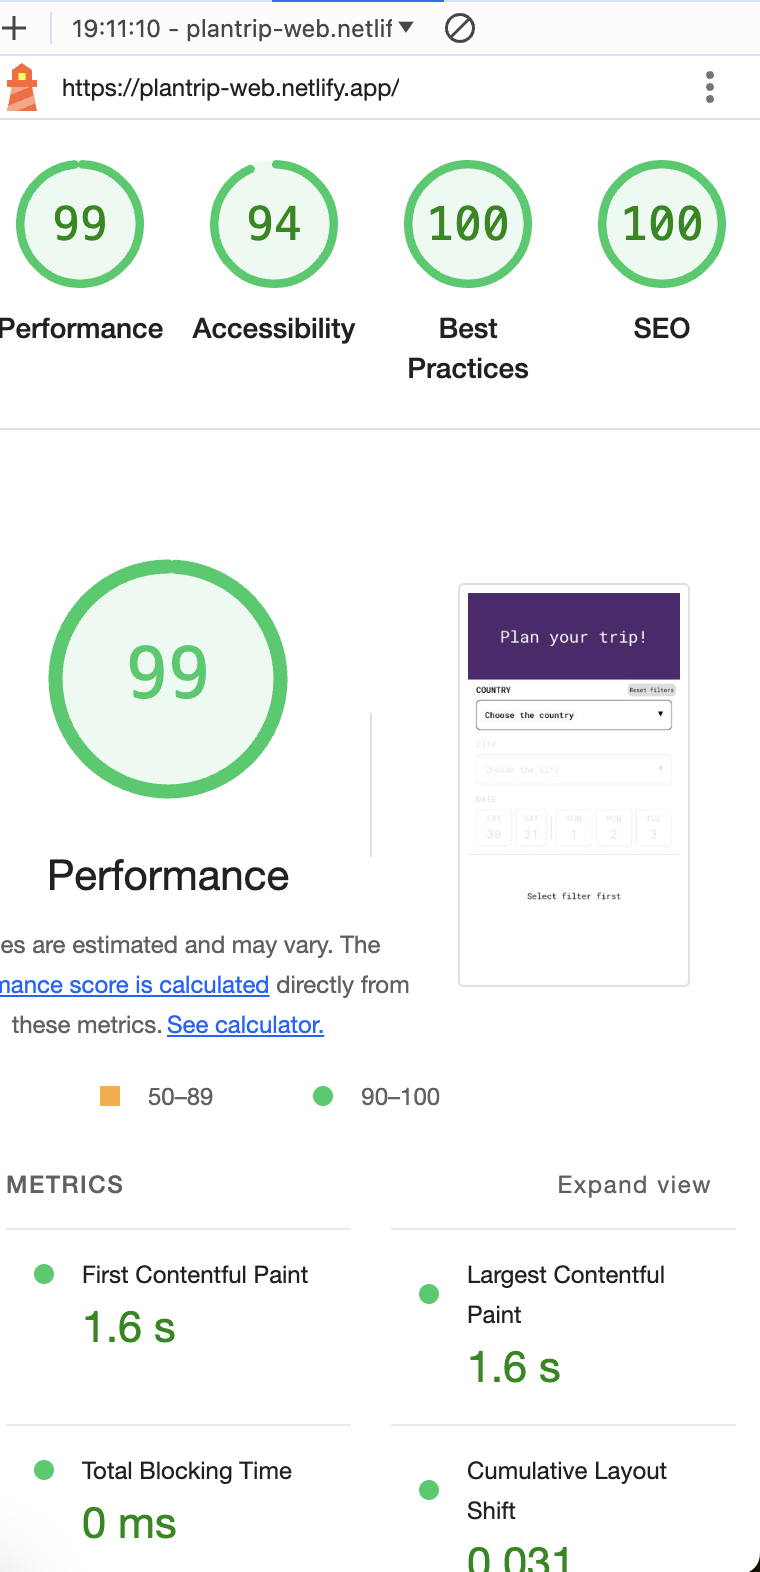 19:11:10 - plantrip-web.netlif
https://plantrip-web.netlify.app/
99
94
100
100
Performance
Accessibility
Best
Practices
SEO
99
Plan your trip!
COUNTRY
Reset filters
Choose the country
CITY
Choose the city
DATE
FRI
SAT
SUN
MON
TUE
30
31
1
2
3
Select filter first
Performance
es are estimated and may vary. The
mance score is calculated directly from
these metrics. See calculator.
50–89
90–100
METRICS
Expand view
First Contentful Paint
1.6 s
Largest Contentful
Paint
1.6 s
Total Blocking Time
0 ms
Cumulative Layout
Shift
0.031